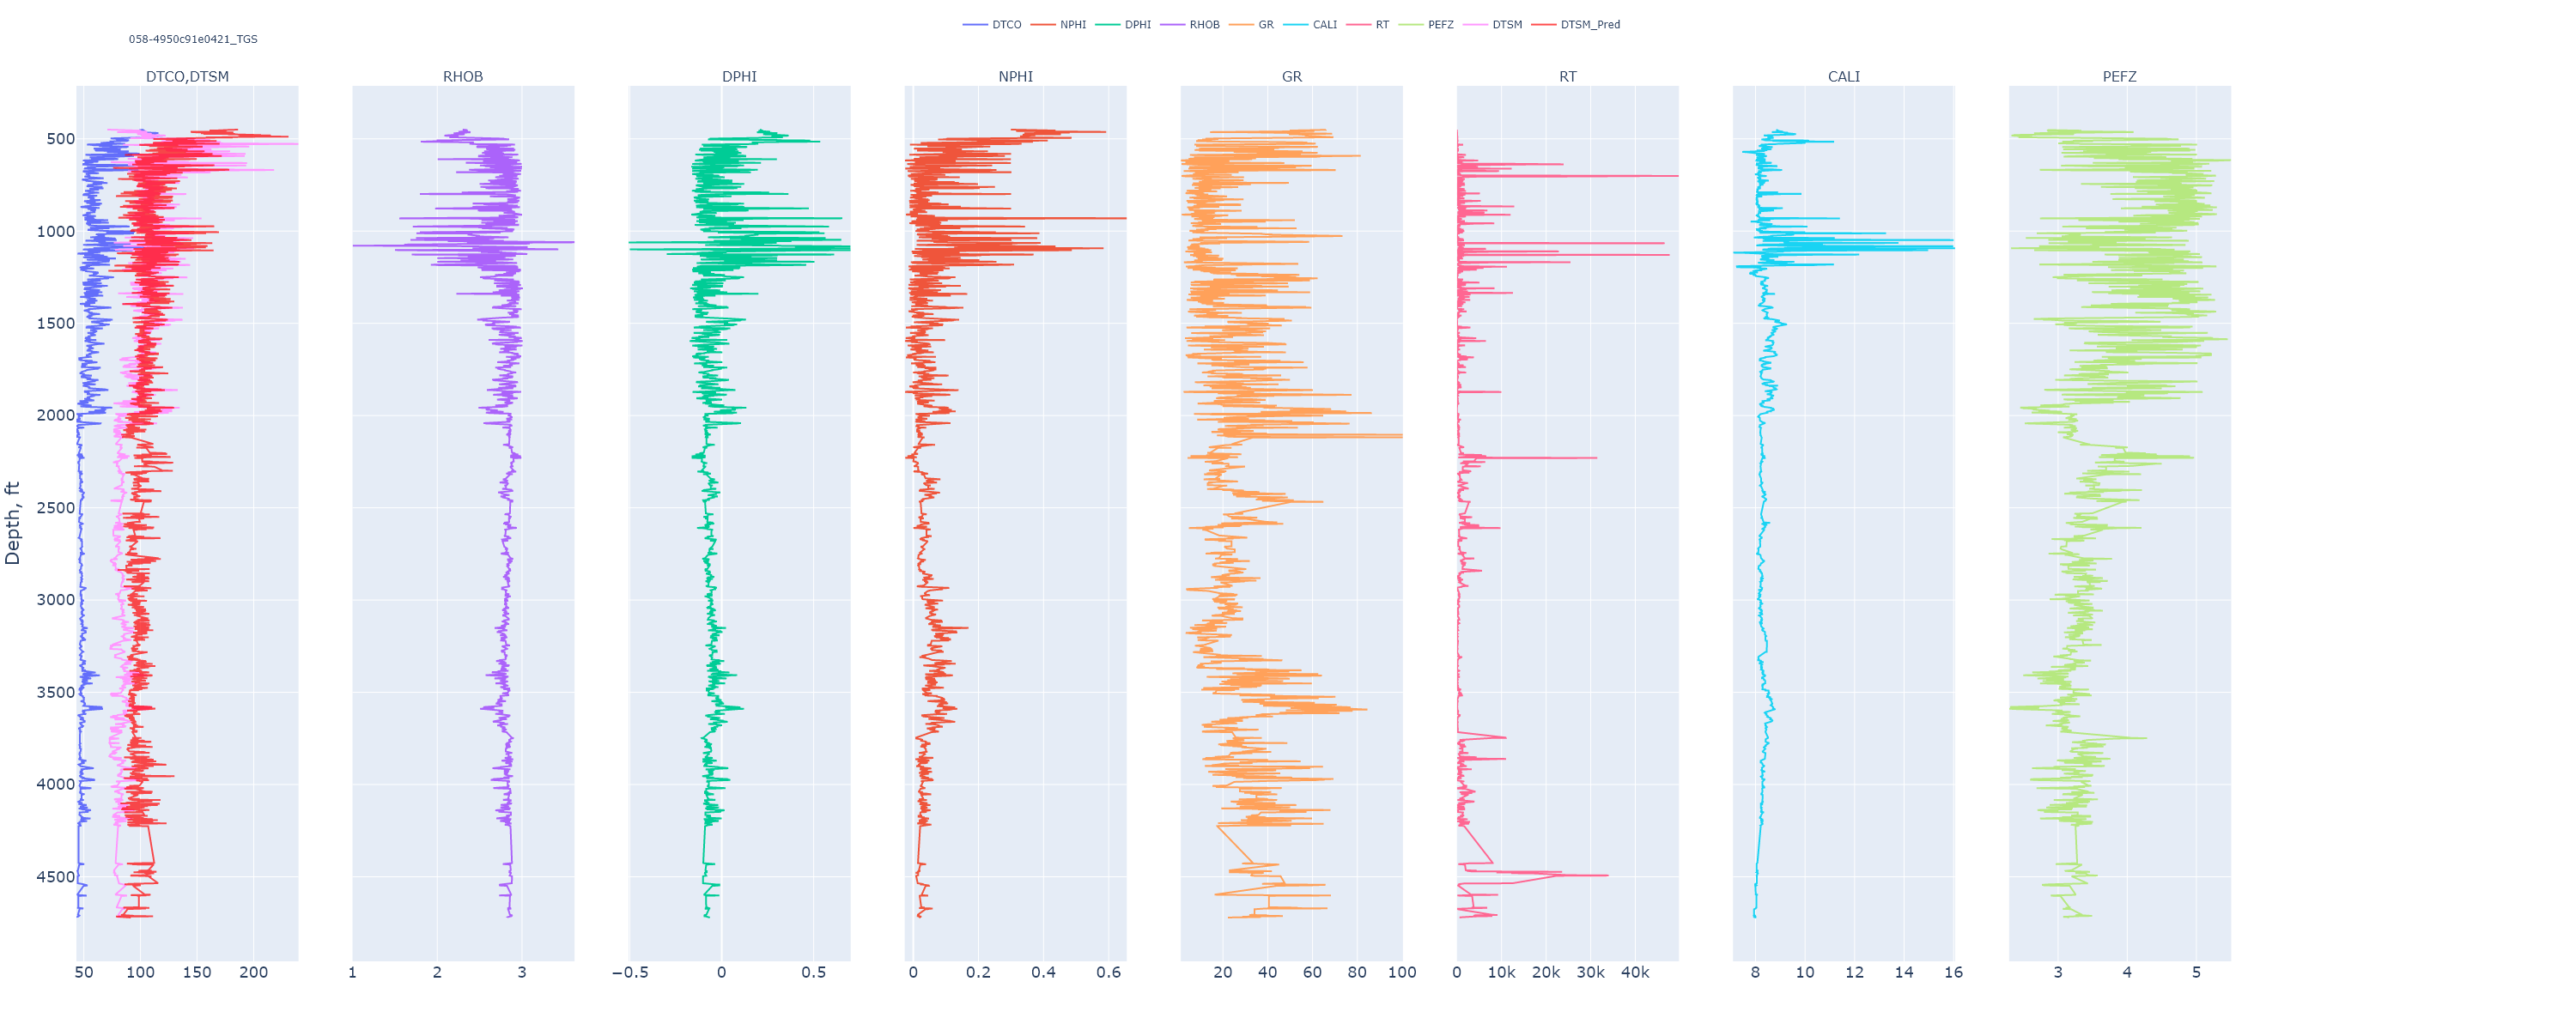 DTCO NPHI DPHI RHOB GR CALI RT PEFZ DTSM DTSM_Pred
058-4950c91e0421_TGS
DTCO,DTSM RHOB DPHI NPHI GR RT CALI PEFZ
Depth, ft
500
1000
1500
2000
2500
3000
3500
4000
4500
50 100 150 200 1 2 3 −0.5 0 0.5 0 0.2 0.4 0.6 20 40 60 80 100 0 10k 20k 30k 40k 8 10 12 14 16 3 4 5